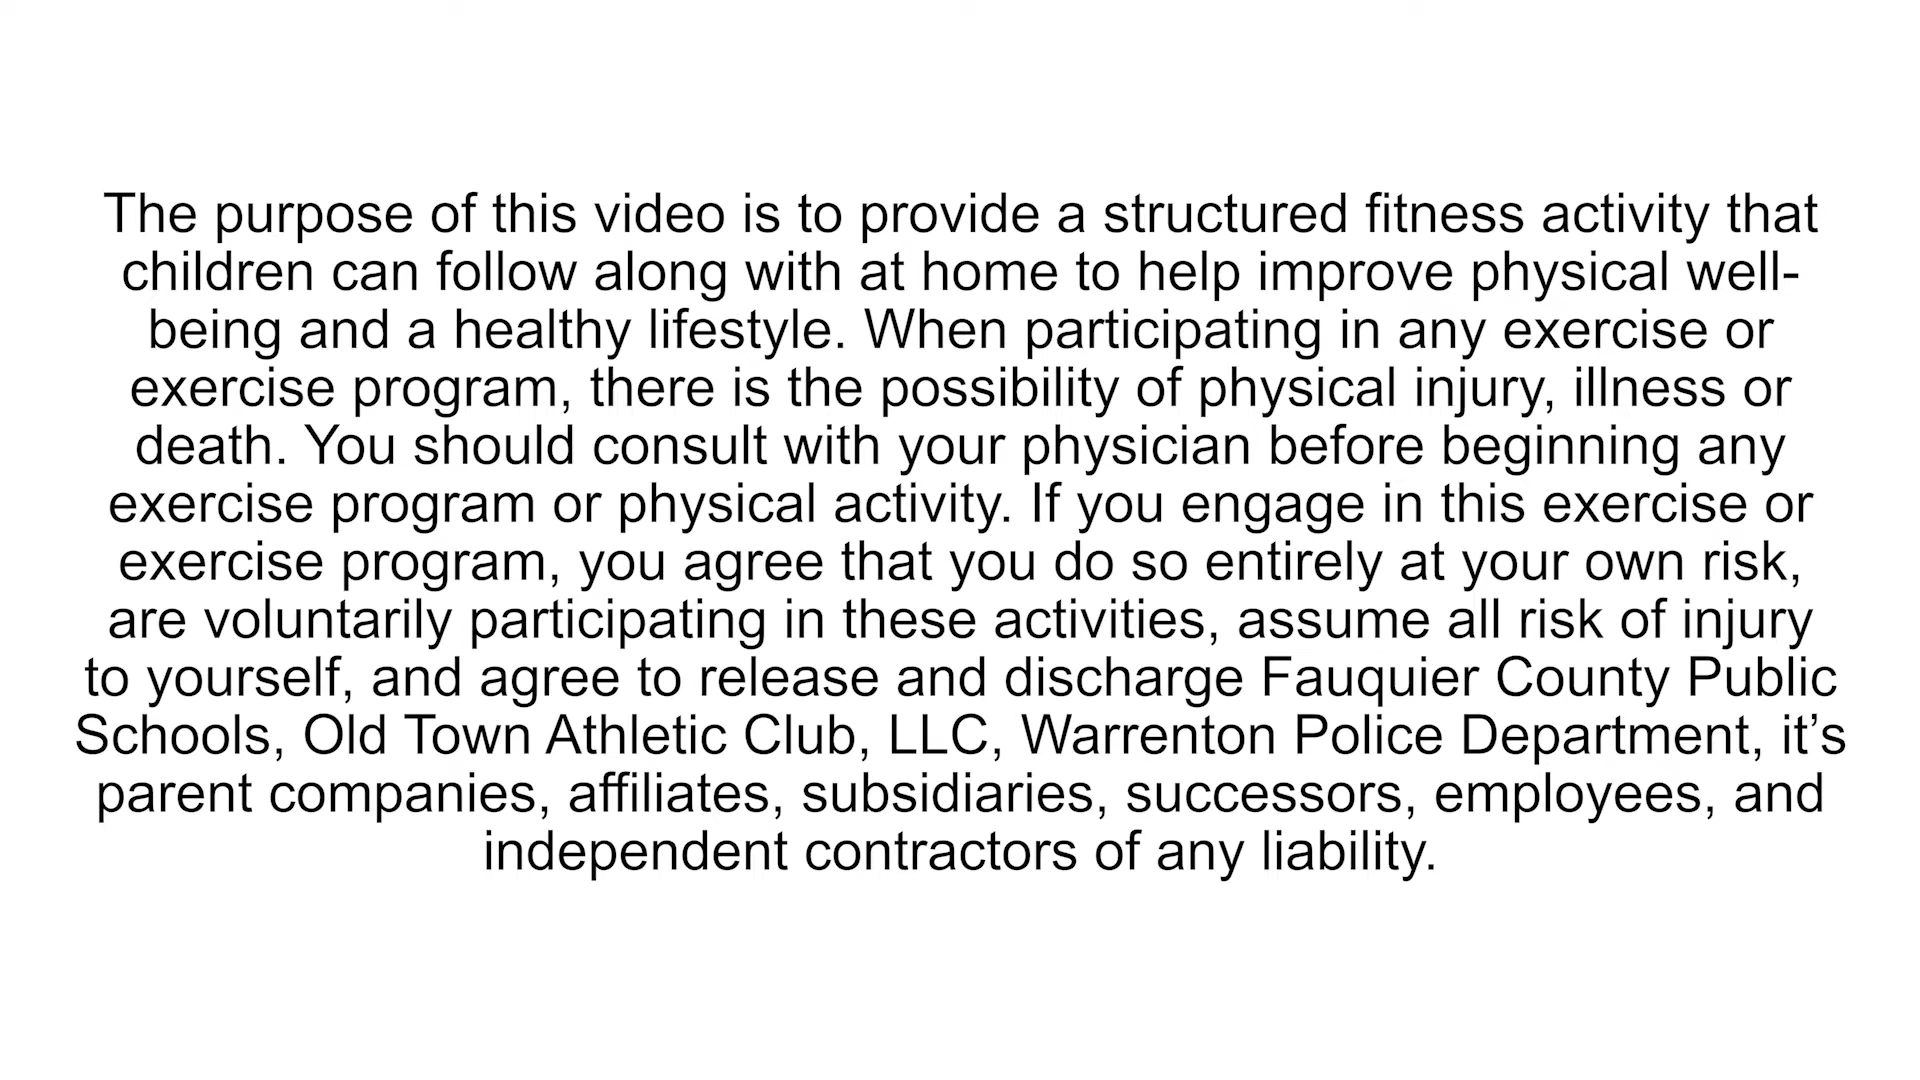 The purpose of this video is to provide a structured fitness activity that
children can follow along with at home to help improve physical well-
being and a healthy lifestyle. When participating in any exercise or
exercise program, there is the possibility of physical injury, illness or
death. You should consult with your physician before beginning any
exercise program or physical activity. If you engage in this exercise or
exercise program, you agree that you do so entirely at your own risk,
are voluntarily participating in these activities, assume all risk of injury
to yourself, and agree to release and discharge Fauquier County Public
Schools, Old Town Athletic Club, LLC, Warrenton Police Department, it’s
parent companies, affiliates, subsidiaries, successors, employees, and
independent contractors of any liability.